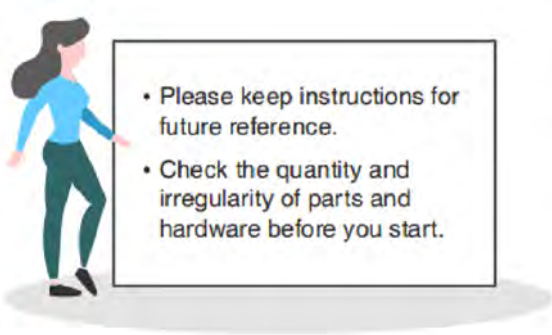 • Please keep instructions for
future reference.
• Check the quantity and
irregularity of parts and
hardware before you start.